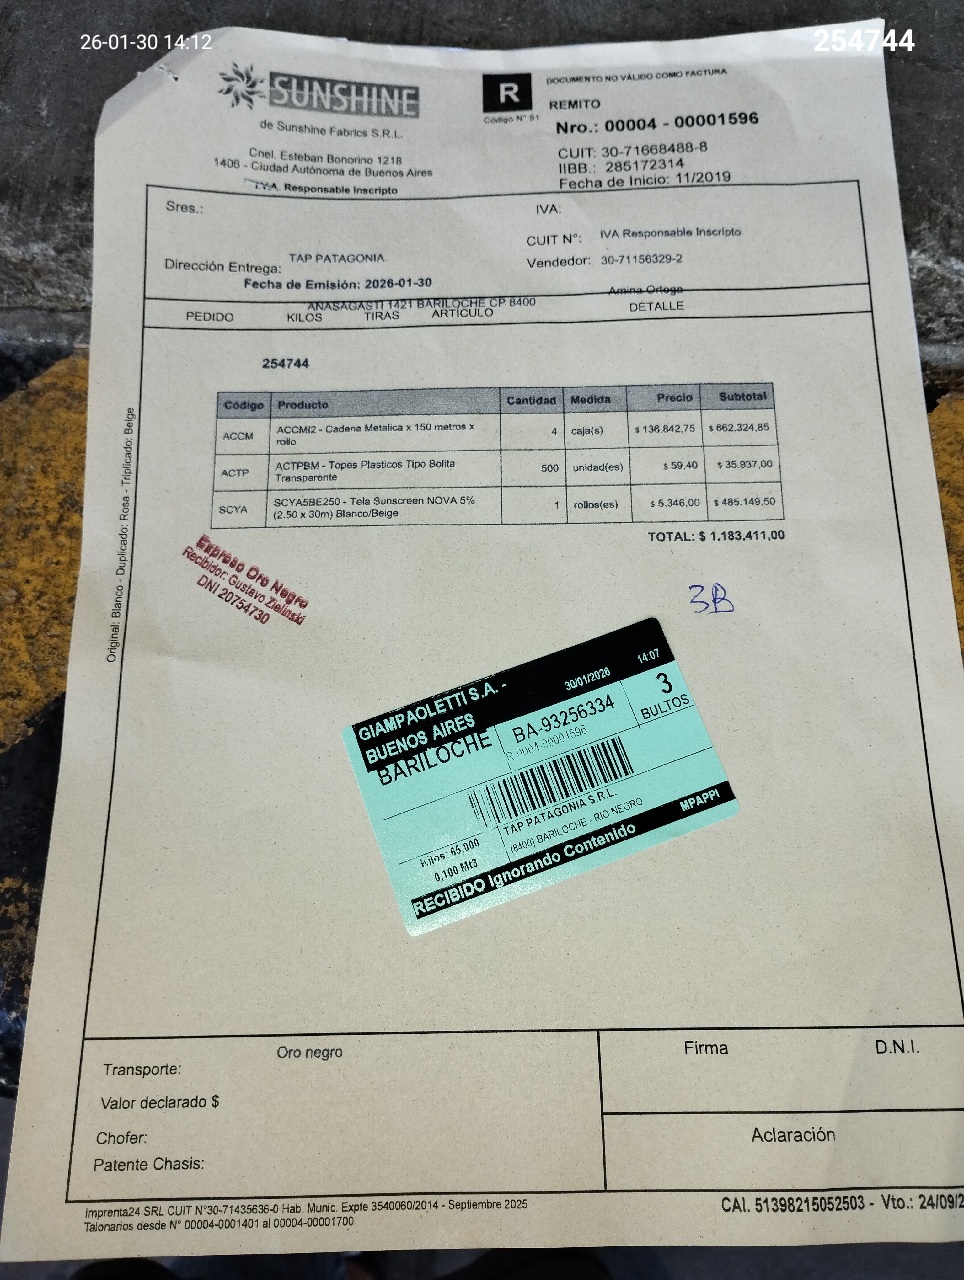 26-01-30 14:12
254744
SUNSHINE
de Sunshine Fabrics S.R.L.
Cnel. Esteban Bonorino 1218
1406 - Ciudad Autónoma de Buenos Aires
I.V.A. Responsable Inscripto
R
Código N° 91
DOCUMENTO NO VÁLIDO COMO FACTURA
REMITO
Nro.: 00004 - 00001596
CUIT: 30-71668488-8
IIBB.: 285172314
Fecha de Inicio: 11/2019
Sres.:
IVA:
CUIT N°: IVA Responsable Inscripto
TAP PATAGONIA
Dirección Entrega:
Vendedor: 30-71156329-2
Fecha de Emisión: 2026-01-30
Amina Ortega
ANASAGASTI 1421 BARILOCHE CP 8400
PEDIDO KILOS TIRAS ARTÍCULO DETALLE
254744
Código Producto Cantidad Medida Precio Subtotal
ACCM ACCMI2 - Cadena Metalica x 150 metros x rollo 4 caja(s) $ 136.842,75 $ 662.324,85
ACTP ACTPBM - Topes Plasticos Tipo Bolita Transparente 500 unidad(es) $ 59,40 $ 35.937,00
SCYA SCYA5BE250 - Tela Sunscreen NOVA 5% (2.50 x 30m) Blanco/Beige 1 rollos(es) $ 5.346,00 $ 485.149,50
TOTAL: $ 1.183.411,00
Original: Blanco - Duplicado: Rosa - Triplicado: Beige
Expreso Oro Negro
Recibidor: Gustavo Zielinski
DNI 20754730
3B
GIAMPAOLETTI S.A. -
BUENOS AIRES
30/01/2026 14:07
BARILOCHE
BA-93256334
R-0004-00001596
3
BULTOS
TAP PATAGONIA S.R.L.
(8400) BARILOCHE - RIO NEGRO
Kilos: 65,000
0,100 Mt3
MPAPPI
RECIBIDO Ignorando Contenido
Oro negro
Transporte:
Valor declarado $
Chofer:
Patente Chasis:
Firma D.N.I.
Aclaración
Imprenta24 SRL CUIT N°30-71435636-0 Hab. Munic. Expte 3540060/2014 - Septiembre 2025
Talonarios desde N° 00004-0001401 al 00004-00001700
CAI. 51398215052503 - Vto.: 24/09/2